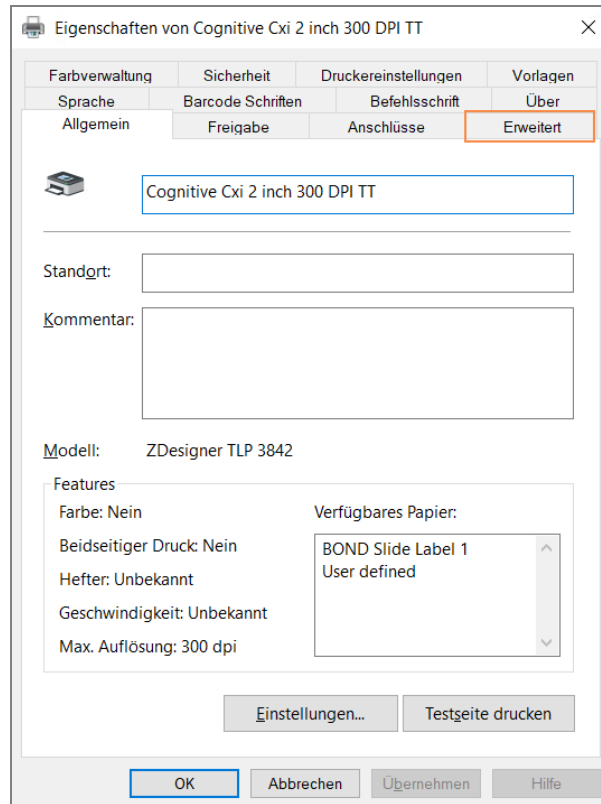 Eigenschaften von Cognitive Cxi 2 inch 300 DPI TT
Farbverwaltung Sicherheit Druckereinstellungen Vorlagen
Sprache Barcode Schriften Befehlsschrift Über
Allgemein Freigabe Anschlüsse Erweitert
Cognitive Cxi 2 inch 300 DPI TT
Standort:
Kommentar:
Modell: ZDesigner TLP 3842
Features
Farbe: Nein Verfügbares Papier:
Beidseitiger Druck: Nein BOND Slide Label 1
Hefter: Unbekannt User defined
Geschwindigkeit: Unbekannt
Max. Auflösung: 300 dpi
Einstellungen... Testseite drucken
OK Abbrechen Übernehmen Hilfe